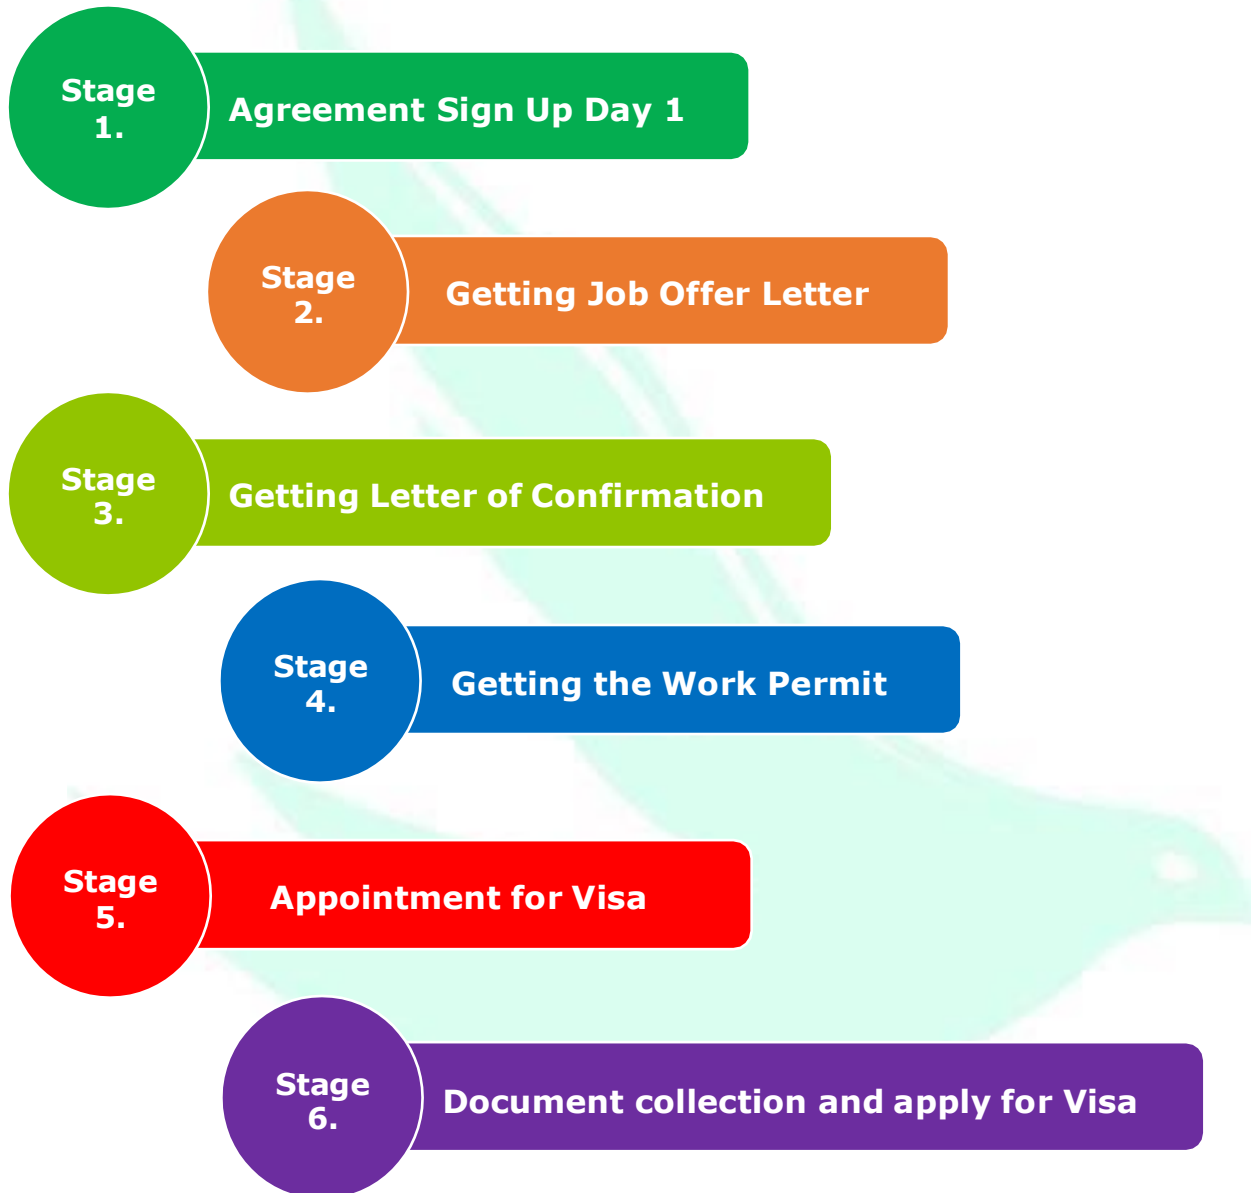 Stage
1.
Agreement Sign Up Day 1
Stage
2.
Getting Job Offer Letter
Stage
3.
Getting Letter of Confirmation
Stage
4.
Getting the Work Permit
Stage
5.
Appointment for Visa
Stage
6.
Document collection and apply for Visa